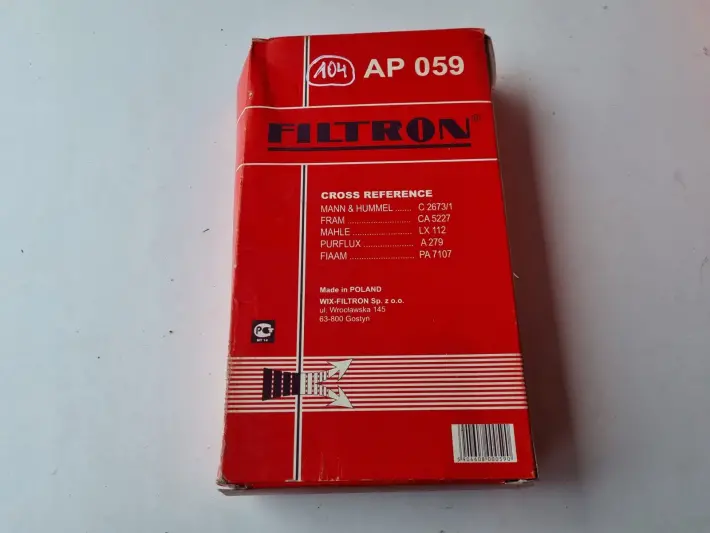 104 AP 059
FILTRON®
CROSS REFERENCE
MANN & HUMMEL ...... C 2673/1
FRAM ........................... CA 5227
MAHLE ......................... LX 112
PURFLUX ..................... A 279
FIAAM ........................... PA 7107
Made in POLAND
WIX-FILTRON Sp. z o.o.
ul. Wrocławska 145
63-800 Gostyń